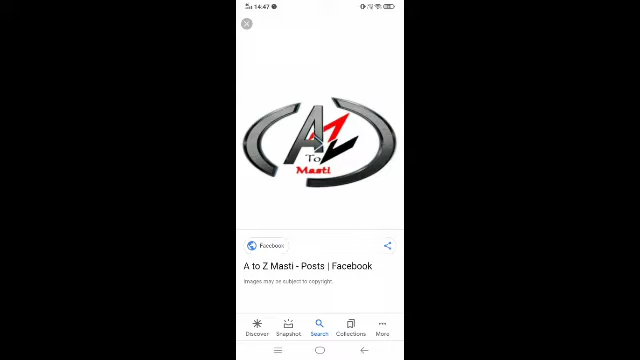 14:47
A Z
To
Masti
Facebook
A to Z Masti - Posts | Facebook
Images may be subject to copyright.
Discover Snapshot Search Collections More